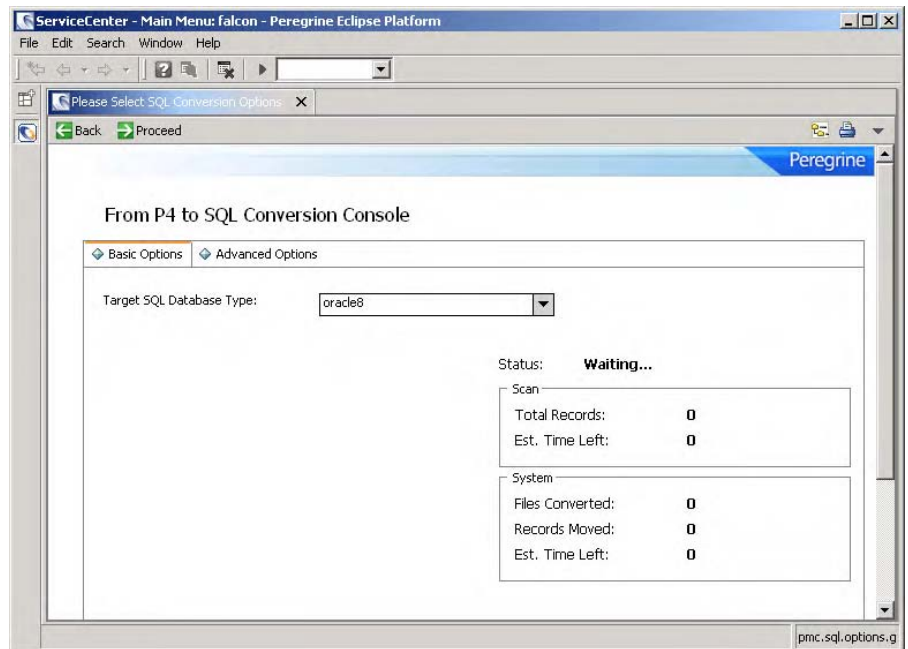 ServiceCenter - Main Menu: falcon - Peregrine Eclipse Platform
File Edit Search Window Help
Please Select SQL Conversion Options
Back Proceed
Peregrine
From P4 to SQL Conversion Console
Basic Options Advanced Options
Target SQL Database Type: oracle8
Status: Waiting...
Scan
Total Records: 0
Est. Time Left: 0
System
Files Converted: 0
Records Moved: 0
Est. Time Left: 0
pmc.sql.options.g